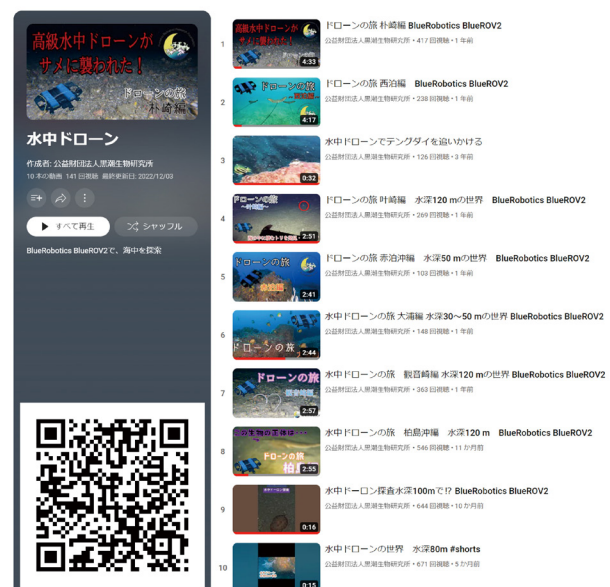 高級水中ドローンが
サメに襲われた!
ドローンの旅
朴崎編
水中ドローン
作成者: 公益財団法人黒潮生物研究所
10 本の動画 141 回視聴 最終更新日: 2022/12/03
すべて再生
シャッフル
BlueRobotics BlueROV2で、海中を探索
1
4:33
ドローンの旅 朴崎編 BlueRobotics BlueROV2
公益財団法人黒潮生物研究所・417 回視聴・1 年前
2
ドローンの旅
4:17
ドローンの旅 西泊編 BlueRobotics BlueROV2
公益財団法人黒潮生物研究所・238 回視聴・1 年前
3
0:32
水中ドローンでテングダイを追いかける
公益財団法人黒潮生物研究所・126 回視聴・3 年前
4
ドローンの旅
~叶崎編~
2:51
ドローンの旅 叶崎編 水深120 mの世界 BlueRobotics BlueROV2
公益財団法人黒潮生物研究所・269 回視聴・1 年前
5
ドローンの旅
赤泊編
2:41
ドローンの旅 赤泊沖編 水深50 mの世界 BlueRobotics BlueROV2
公益財団法人黒潮生物研究所・103 回視聴・1 年前
6
ドローンの旅
2:44
水中ドローンの旅 大浦編 水深30~50 mの世界 BlueRobotics BlueROV2
公益財団法人黒潮生物研究所・148 回視聴・1 年前
7
ドローンの旅
観音崎編
2:57
水中ドローンの旅 観音崎編 水深120 mの世界 BlueRobotics BlueROV2
公益財団法人黒潮生物研究所・363 回視聴・1 年前
8
この生物の正体は・・・
ドローンの旅
2:55
水中ドローンの旅 柏島沖編 水深120 m BlueRobotics BlueROV2
公益財団法人黒潮生物研究所・546 回視聴・11 か月前
9
0:16
水中ドーロン探査水深100mで!? BlueRobotics BlueROV2
公益財団法人黒潮生物研究所・644 回視聴・10 か月前
10
0:15
水中ドローンの世界 水深80m #shorts
公益財団法人黒潮生物研究所・671 回視聴・5 か月前